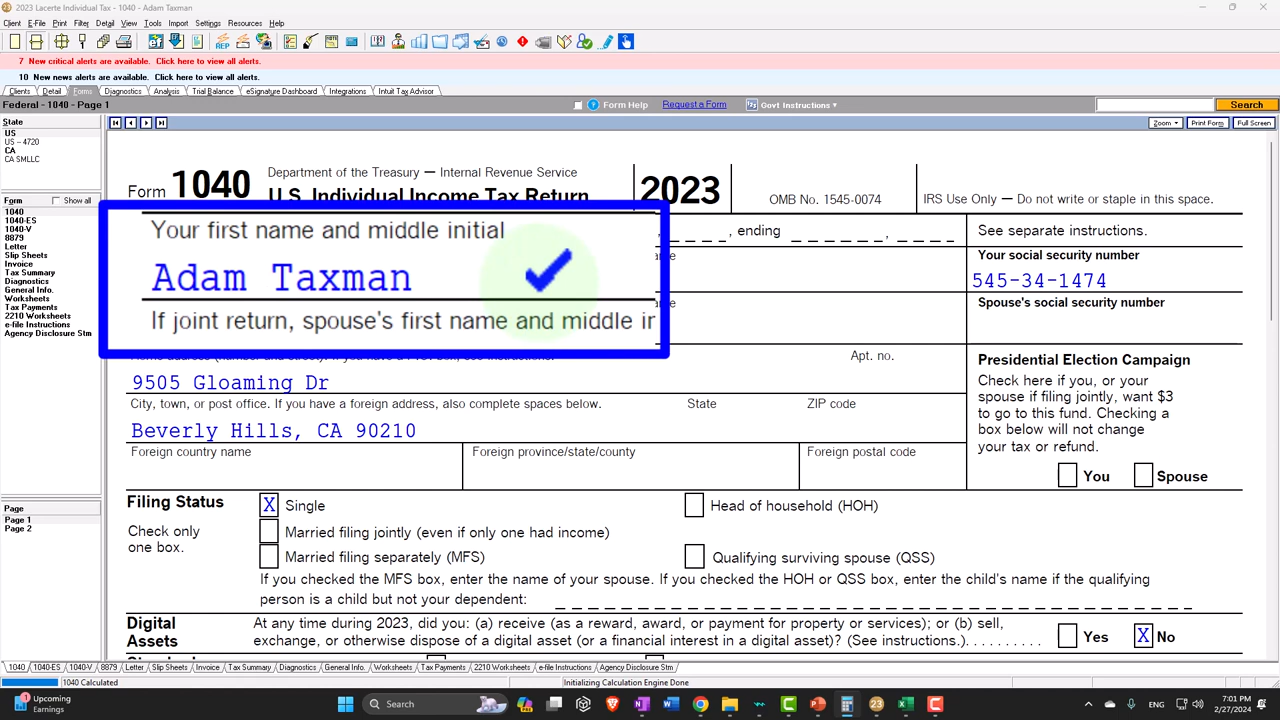 23 Lacerte Individual Tax - 1040 - Adam Taxman
Client E-File Print Filter Detail View Tools Import Settings Resources Help
7 New critical alerts are available. Click here to view all alerts.
10 New news alerts are available. Click here to view all alerts.
Clients Detail Forms Diagnostics Analysis Trial Balance eSignature Dashboard Integrations Intuit Tax Advisor
Federal - 1040 - Page 1
Form Help Request a Form Govt Instructions Search
State
US
US - 4720
CA
CA SMLLC
Zoom Print Form Full Screen
Form Show all
1040
1040-ES
1040-V
8879
Letter
Slip Sheets
Invoice
Tax Summary
Diagnostics
General Info.
Worksheets
Tax Payments
2210 Worksheets
e-file Instructions
Agency Disclosure Stm
Page
Page 1
Page 2
Form 1040 Department of the Treasury — Internal Revenue Service
U.S. Individual Income Tax Return 2023 OMB No. 1545-0074 IRS Use Only — Do not write or staple in this space.
, ending , See separate instructions.
Your first name and middle initial
Adam Taxman
If joint return, spouse's first name and middle in
Your social security number
545-34-1474
Spouse's social security number
Home address (number and street). If you have a P.O. box, see instructions. Apt. no.
9505 Gloaming Dr
City, town, or post office. If you have a foreign address, also complete spaces below. State ZIP code
Beverly Hills, CA 90210
Foreign country name Foreign province/state/county Foreign postal code
Presidential Election Campaign
Check here if you, or your
spouse if filing jointly, want $3
to go to this fund. Checking a
box below will not change
your tax or refund.
You Spouse
Filing Status
Check only
one box.
X Single
Married filing jointly (even if only one had income)
Married filing separately (MFS)
Head of household (HOH)
Qualifying surviving spouse (QSS)
If you checked the MFS box, enter the name of your spouse. If you checked the HOH or QSS box, enter the child's name if the qualifying
person is a child but not your dependent:
Digital
Assets
At any time during 2023, did you: (a) receive (as a reward, award, or payment for property or services); or (b) sell,
exchange, or otherwise dispose of a digital asset (or a financial interest in a digital asset)? (See instructions.)
Yes X No
1040 1040-ES 1040-V 8879 Letter Slip Sheets Invoice Tax Summary Diagnostics General Info. Worksheets Tax Payments 2210 Worksheets e-file Instructions Agency Disclosure Stm
1040 Calculated Initializing Calculation Engine Done
Upcoming
Earnings
Search
ENG
7:01 PM
2/27/2024